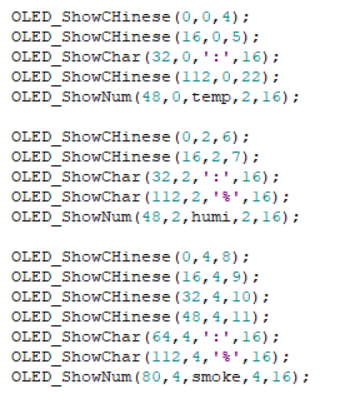 OLED_ShowCHinese(0,0,4);
OLED_ShowCHinese(16,0,5);
OLED_ShowChar(32,0,':',16);
OLED_ShowCHinese(112,0,22);
OLED_ShowNum(48,0,temp,2,16);
OLED_ShowCHinese(0,2,6);
OLED_ShowCHinese(16,2,7);
OLED_ShowChar(32,2,':',16);
OLED_ShowChar(112,2,'%',16);
OLED_ShowNum(48,2,humi,2,16);
OLED_ShowCHinese(0,4,8);
OLED_ShowCHinese(16,4,9);
OLED_ShowCHinese(32,4,10);
OLED_ShowCHinese(48,4,11);
OLED_ShowChar(64,4,':',16);
OLED_ShowChar(112,4,'%',16);
OLED_ShowNum(80,4,smoke,4,16);